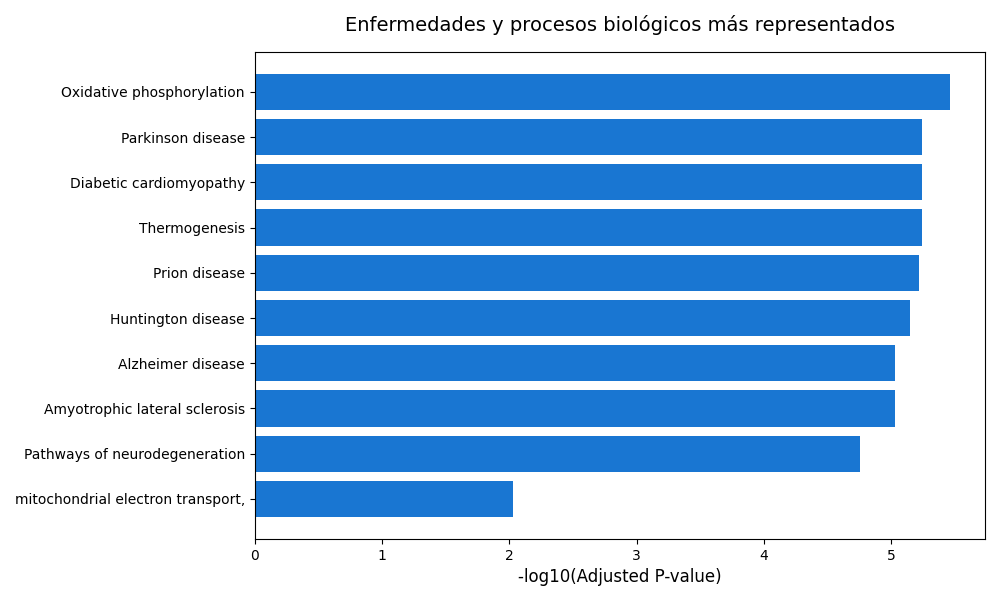 Enfermedades y procesos biológicos más representados
Oxidative phosphorylation
Parkinson disease
Diabetic cardiomyopathy
Thermogenesis
Prion disease
Huntington disease
Alzheimer disease
Amyotrophic lateral sclerosis
Pathways of neurodegeneration
mitochondrial electron transport,
0 1 2 3 4 5
-log10(Adjusted P-value)